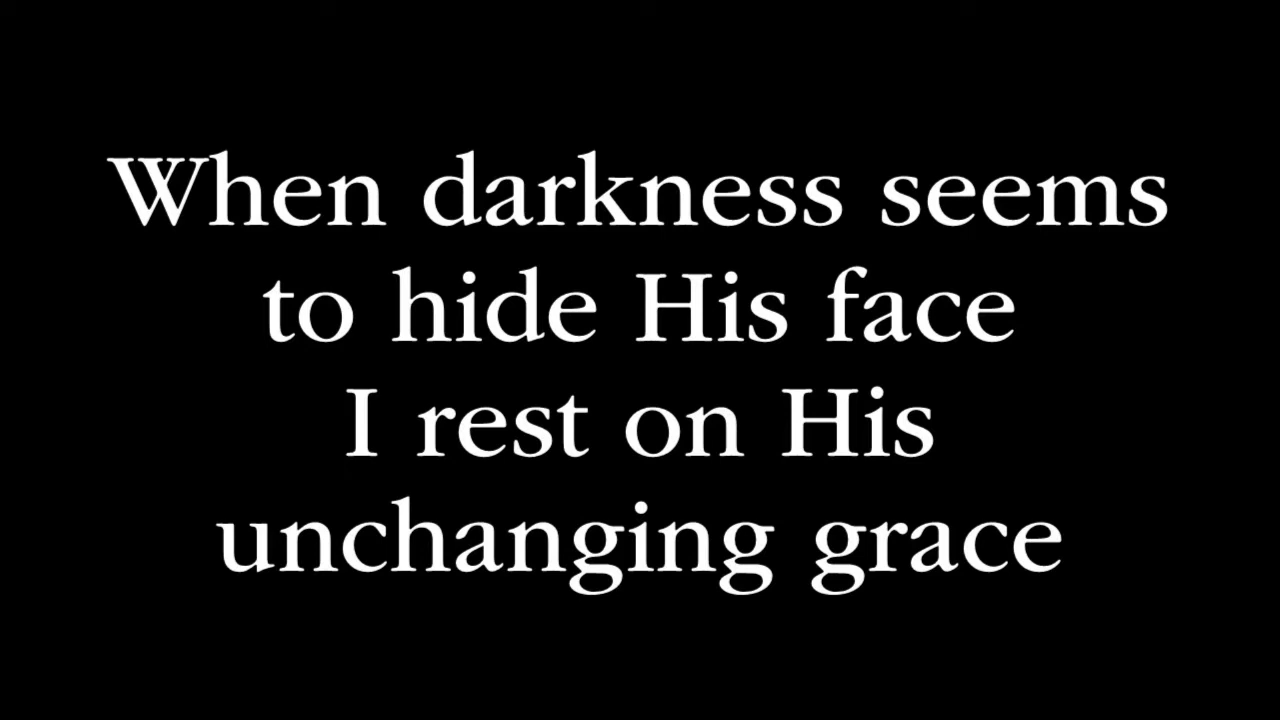 When darkness seems
to hide His face
I rest on His
unchanging grace